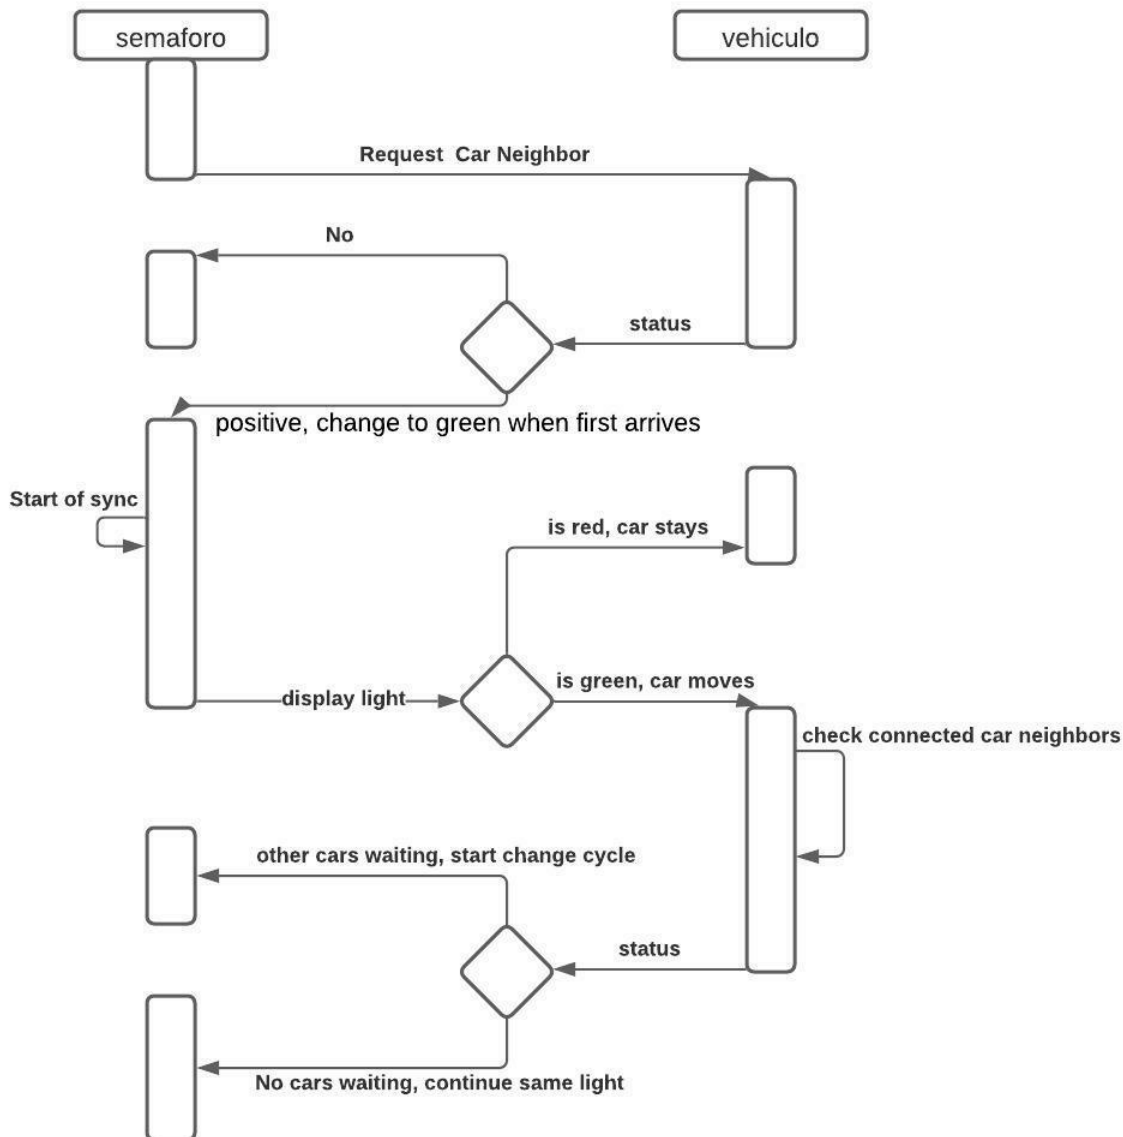 semaforo
vehiculo
Request  Car Neighbor
No
status
positive, change to green when first arrives
Start of sync
is red, car stays
is green, car moves
display light
check connected car neighbors
other cars waiting, start change cycle
status
No cars waiting, continue same light